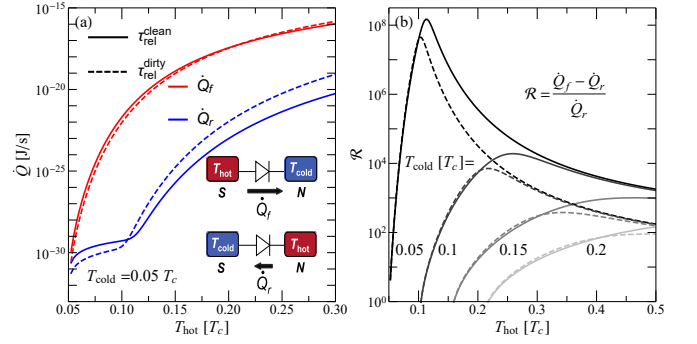 (a)
τ_rel^clean
τ_rel^dirty
Q̇_f
Q̇_r
10^-15
10^-20
10^-25
10^-30
Q̇ [J/s]
T_hot
T_cold
S
N
Q̇_f
T_cold
T_hot
S
N
Q̇_r
T_cold =0.05 T_c
0.05 0.10 0.15 0.20 0.25 0.30
T_hot [T_c]
(b)
10^8
10^6
10^4
10^2
10^0
ℛ
ℛ = (Q̇_f − Q̇_r) / Q̇_r
T_cold [T_c]=
0.05 0.1 0.15 0.2
0.1 0.2 0.3 0.4 0.5
T_hot [T_c]